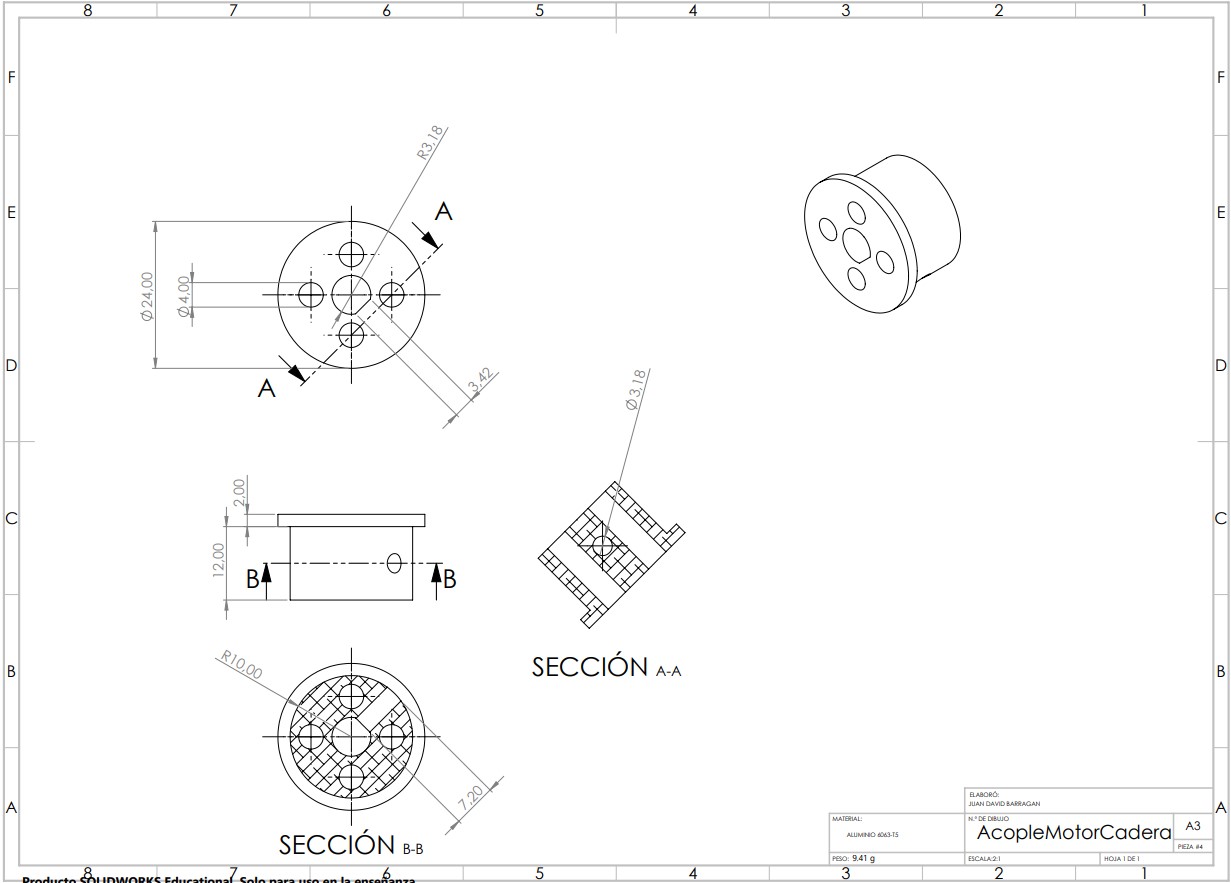 8 7 6 5 4 3 2 1
F F
R3,18
E A E
Ø24,00
Ø4,00
D A 3,42 D
Ø3,18
C 2,00 C
12,00
B B
SECCIÓN A-A
B R10,00 B
7,20
A A
SECCIÓN B-B
ELABORÓ:
JUAN DAVID BARRAGAN
MATERIAL:
ALUMINIO 6063-T5
N.º DE DIBUJO
AcopleMotorCadera
A3
PIEZA #4
PESO: 9.41 g
ESCALA:2:1
HOJA 1 DE 1
8 7 6 5 4 3 2 1
Producto SOLIDWORKS Educational. Solo para uso en la enseñanza.